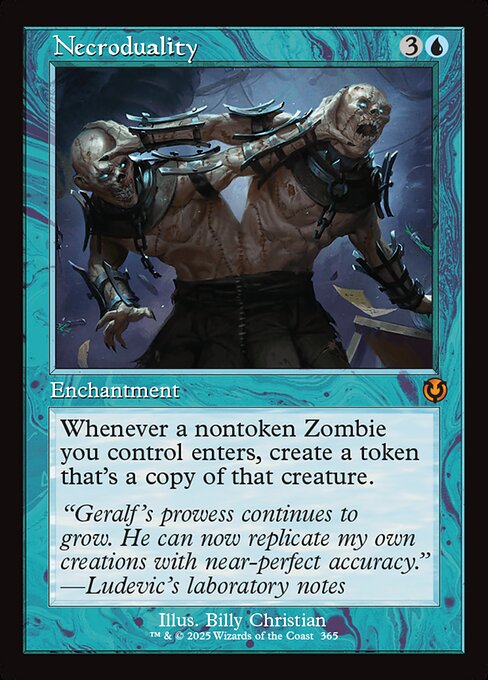 Necroduality 3
Enchantment
Whenever a nontoken Zombie
you control enters, create a token
that's a copy of that creature.
“Geralf's prowess continues to
grow. He can now replicate my own
creations with near-perfect accuracy.”
—Ludevic's laboratory notes
Illus. Billy Christian
™ & © 2025 Wizards of the Coast 365